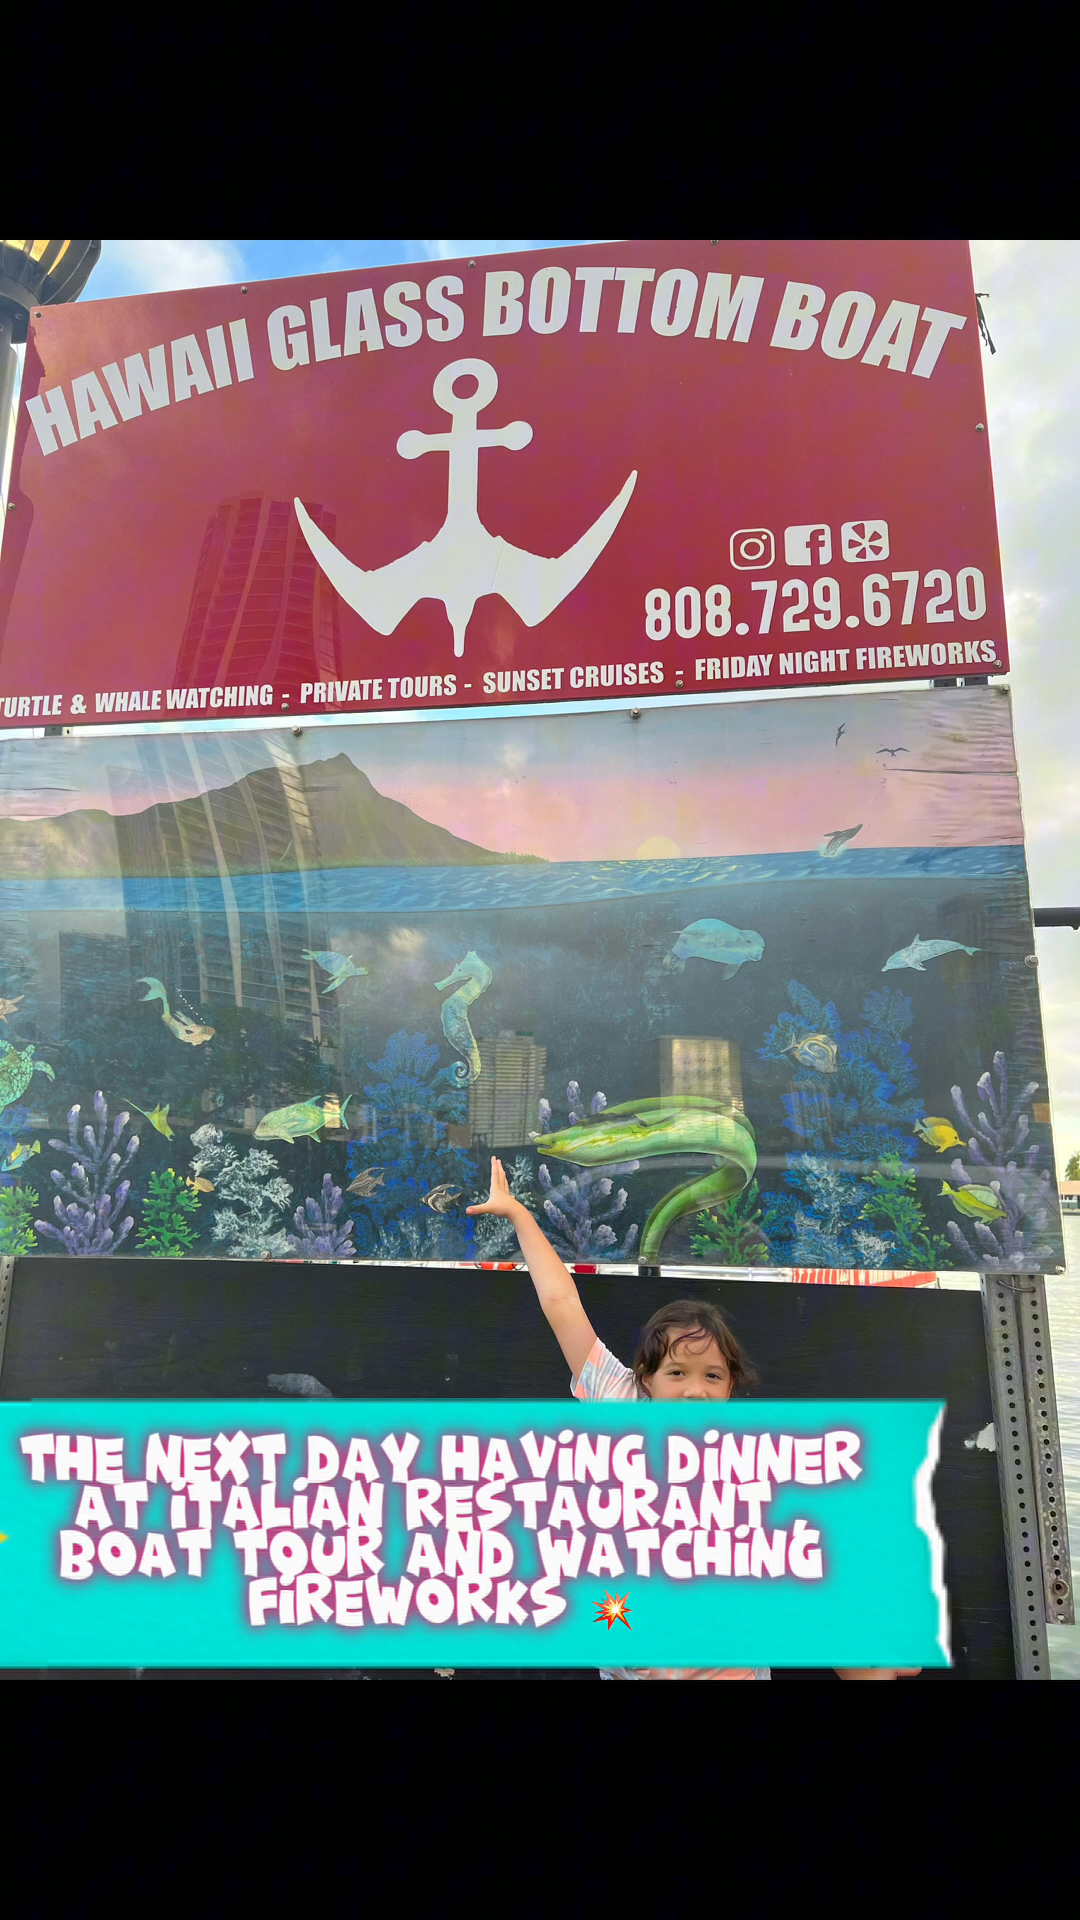 HAWAII GLASS BOTTOM BOAT
808.729.6720
TURTLE & WHALE WATCHING - PRIVATE TOURS - SUNSET CRUISES - FRIDAY NIGHT FIREWORKS
THE NEXT DAY HAVING DINNER
AT ITALIAN RESTAURANT ,
BOAT TOUR AND WATCHING
FIREWORKS 💥